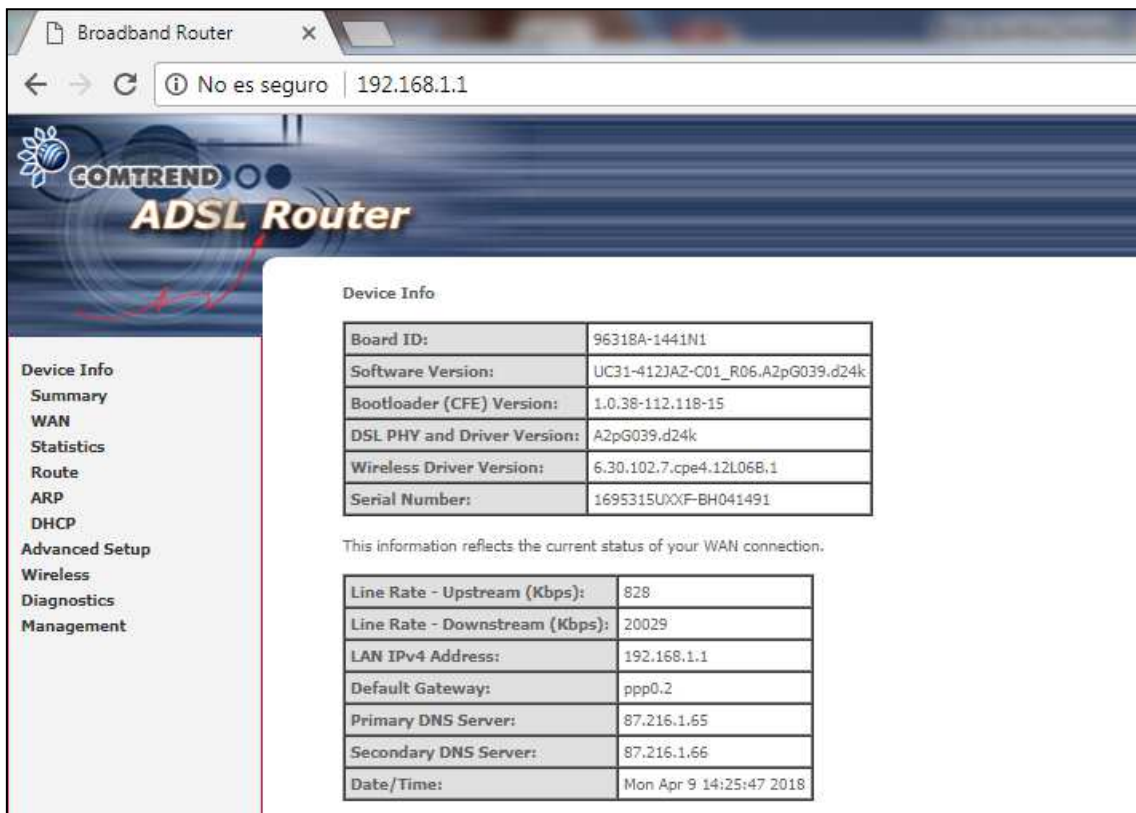 Broadband Router
No es seguro 192.168.1.1
COMTREND
ADSL Router
Device Info
Summary
WAN
Statistics
Route
ARP
DHCP
Advanced Setup
Wireless
Diagnostics
Management
Device Info
Board ID: 96318A-1441N1
Software Version: UC31-412JAZ-C01_R06.A2pG039.d24k
Bootloader (CFE) Version: 1.0.38-112.118-15
DSL PHY and Driver Version: A2pG039.d24k
Wireless Driver Version: 6.30.102.7.cpe4.12L06B.1
Serial Number: 1695315UXXF-BH041491
This information reflects the current status of your WAN connection.
Line Rate - Upstream (Kbps): 828
Line Rate - Downstream (Kbps): 20029
LAN IPv4 Address: 192.168.1.1
Default Gateway: ppp0.2
Primary DNS Server: 87.216.1.65
Secondary DNS Server: 87.216.1.66
Date/Time: Mon Apr 9 14:25:47 2018